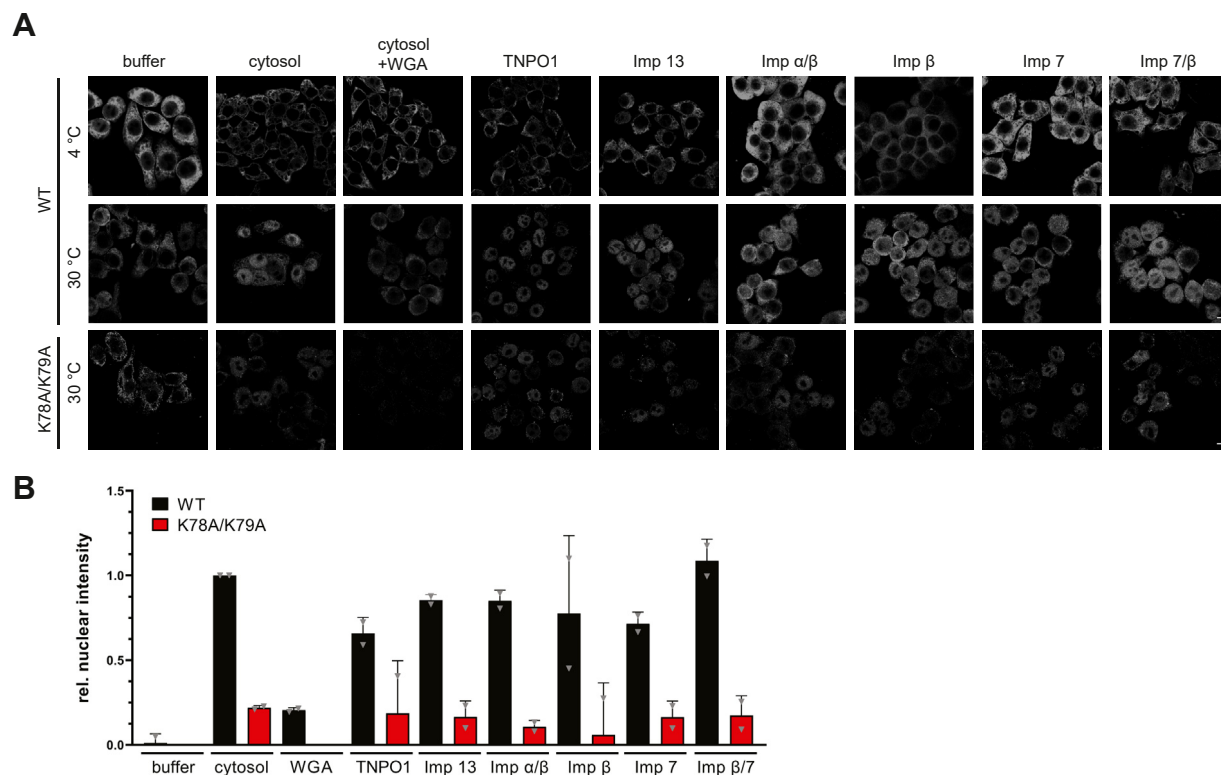 A
buffer cytosol cytosol +WGA TNPO1 Imp 13 Imp α/β Imp β Imp 7 Imp 7/β
WT
4 °C
30 °C
K78A/K79A
30 °C
B
rel. nuclear intensity
1.5
1.0
0.5
0.0
WT
K78A/K79A
buffer cytosol WGA TNPO1 Imp 13 Imp α/β Imp β Imp 7 Imp β/7